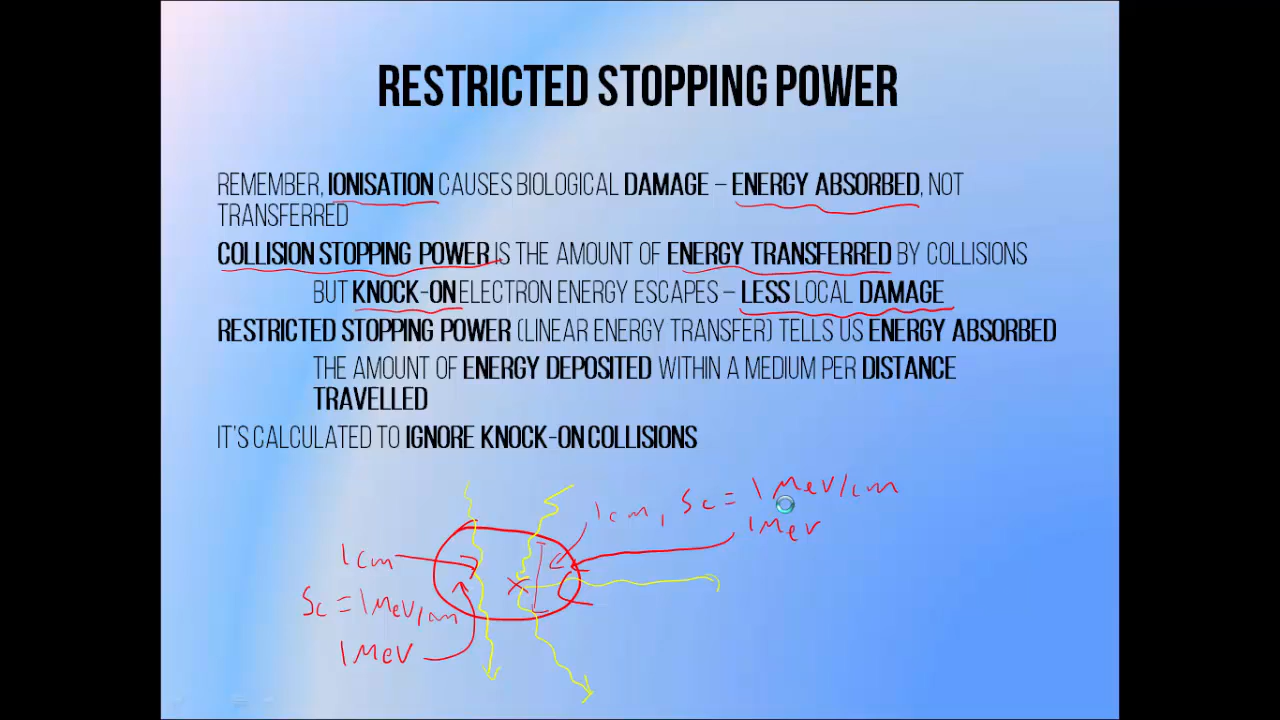 RESTRICTED STOPPING POWER
REMEMBER, IONISATION CAUSES BIOLOGICAL DAMAGE – ENERGY ABSORBED, NOT
TRANSFERRED
COLLISION STOPPING POWER IS THE AMOUNT OF ENERGY TRANSFERRED BY COLLISIONS
BUT KNOCK-ON ELECTRON ENERGY ESCAPES – LESS LOCAL DAMAGE
RESTRICTED STOPPING POWER (LINEAR ENERGY TRANSFER) TELLS US ENERGY ABSORBED
THE AMOUNT OF ENERGY DEPOSITED WITHIN A MEDIUM PER DISTANCE
TRAVELLED
IT'S CALCULATED TO IGNORE KNOCK-ON COLLISIONS
1cm, Sc = 1MeV/cm
1MeV
1cm
Sc = 1MeV/cm
1MeV